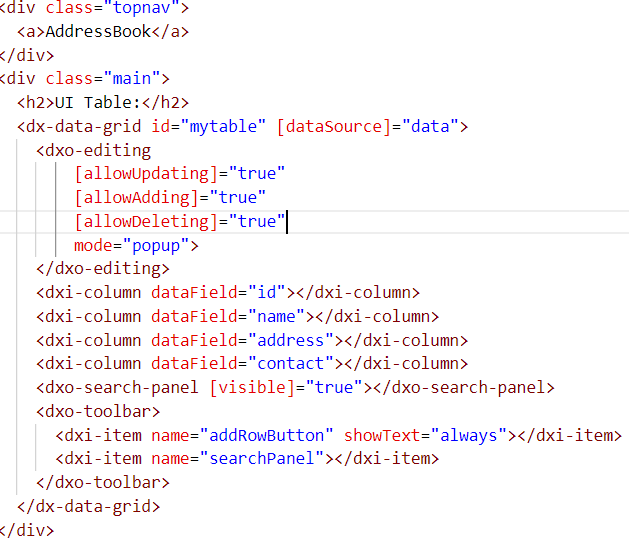 <div class="topnav">
<a>AddressBook</a>
</div>
<div class="main">
<h2>UI Table:</h2>
<dx-data-grid id="mytable" [dataSource]="data">
<dxo-editing
[allowUpdating]="true"
[allowAdding]="true"
[allowDeleting]="true"
mode="popup">
</dxo-editing>
<dxi-column dataField="id"></dxi-column>
<dxi-column dataField="name"></dxi-column>
<dxi-column dataField="address"></dxi-column>
<dxi-column dataField="contact"></dxi-column>
<dxo-search-panel [visible]="true"></dxo-search-panel>
<dxo-toolbar>
<dxi-item name="addRowButton" showText="always"></dxi-item>
<dxi-item name="searchPanel"></dxi-item>
</dxo-toolbar>
</dx-data-grid>
</div>